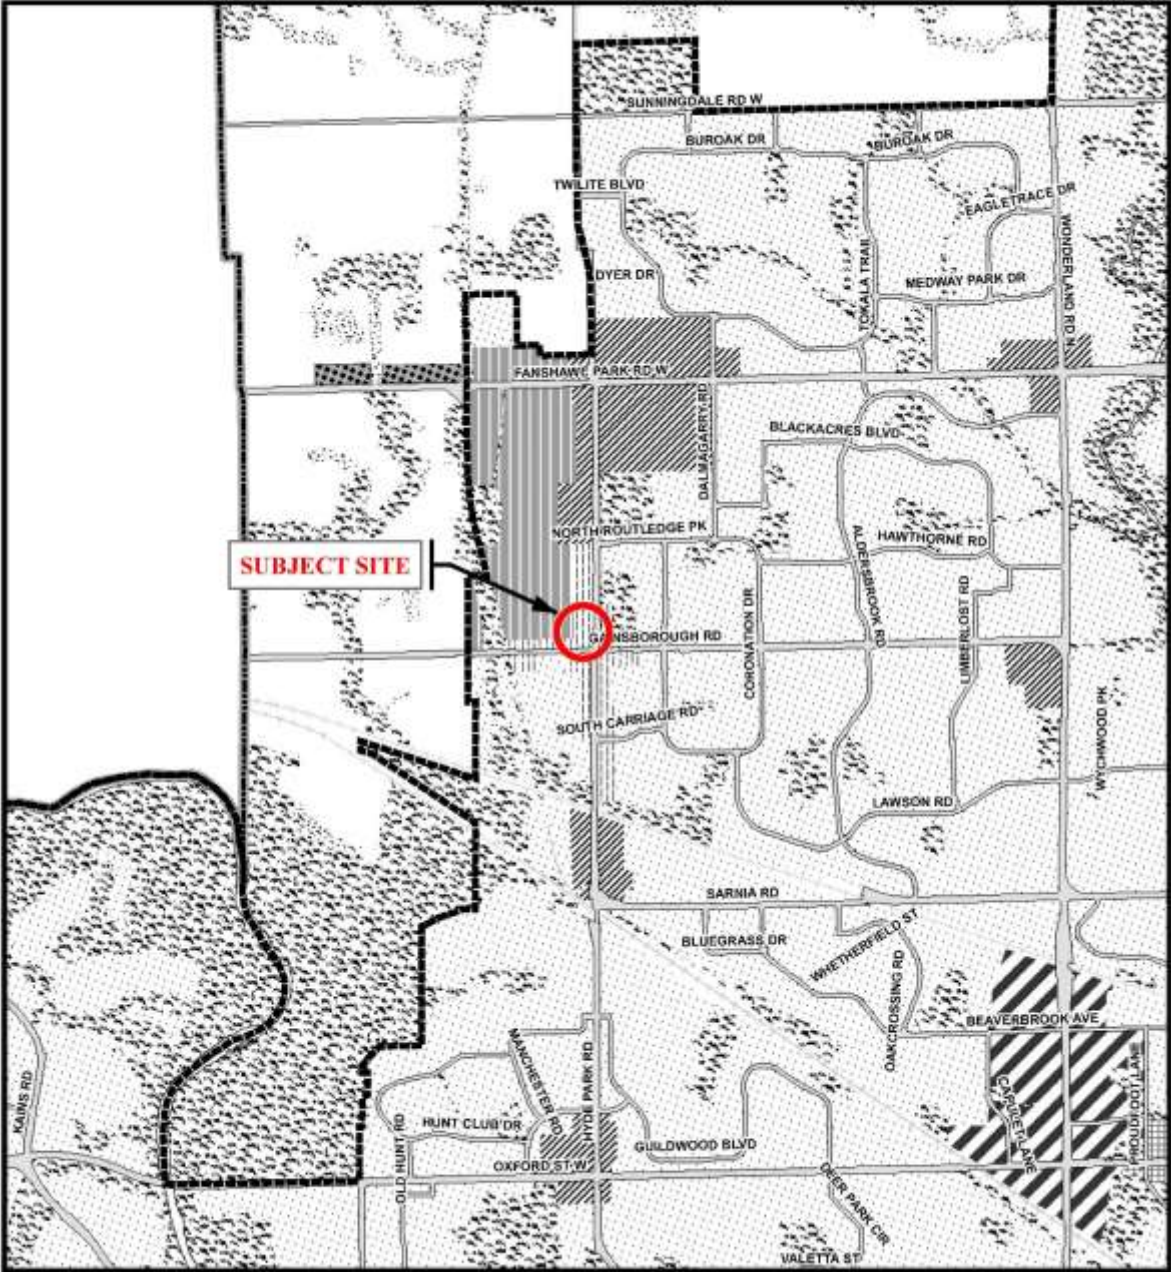 SUNNINGDALE RD W
BUROAK DR
BUROAK DR
TWILITE BLVD
EAGLETRACE DR
WONDERLAND RD N
TOKALA TRAIL
DYER DR
MEDWAY PARK DR
FANSHAWE PARK RD W
DALMAGARRY RD
BLACKACRES BLVD
NORTH ROUTLEDGE PK
ALDERSBROOK RD
HAWTHORNE RD
SUBJECT SITE
LIMBERLOST RD
CORONATION DR
GAINSBOROUGH RD
WYCHWOOD PK
SOUTH CARRIAGE RD
LAWSON RD
SARNIA RD
BLUEGRASS DR
WHETHERFIELD ST
OAKCROSSING RD
BEAVERBROOK AVE
KAINS RD
MANCHESTER RD
HYDE PARK RD
CAPULET LANE
PROUDFOOT LANE
HUNT CLUB DR
OLD HUNT RD
GUILDWOOD BLVD
OXFORD ST W
DEER PARK CIR
VALETTA ST